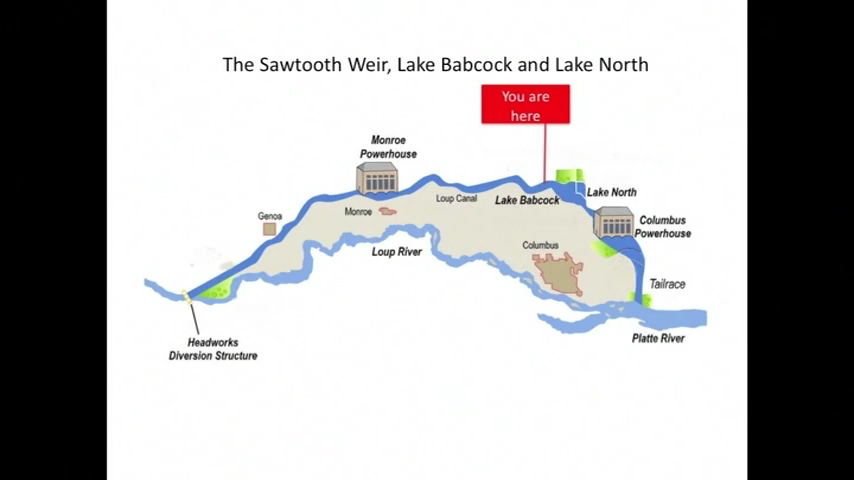 The Sawtooth Weir, Lake Babcock and Lake North
You are
here
Monroe
Powerhouse
Lake North
Loup Canal
Lake Babcock
Genoa
Monroe
Columbus
Powerhouse
Loup River
Columbus
Tailrace
Headworks
Diversion Structure
Platte River